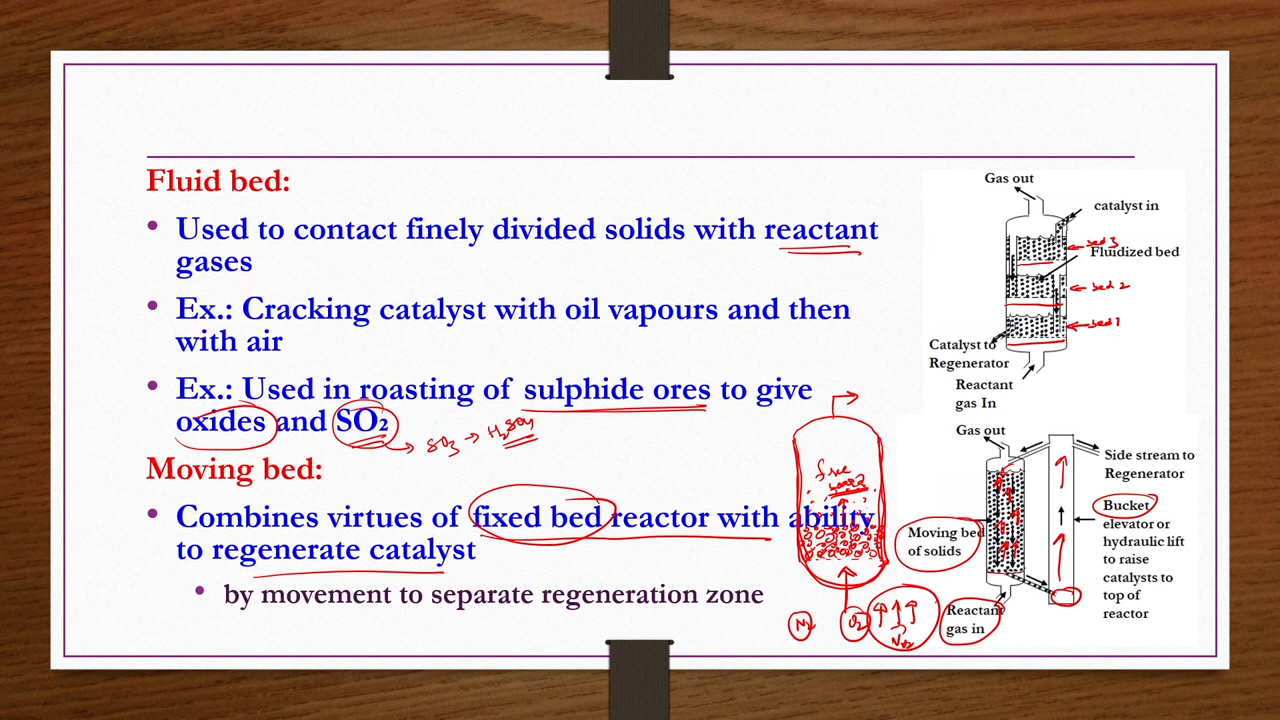 Fluid bed:
• Used to contact finely divided solids with reactant
gases
• Ex.: Cracking catalyst with oil vapours and then
with air
• Ex.: Used in roasting of sulphide ores to give
oxides and SO₂
SO₃ → H₂SO₄
Moving bed:
• Combines virtues of fixed bed reactor with ability
to regenerate catalyst
• by movement to separate regeneration zone
free
N₂
O₂
Gas out
catalyst in
bed 3
Fluidized bed
bed 2
bed 1
Catalyst to
Regenerator
Reactant
gas In
Gas out
Side stream to
Regenerator
Bucket
elevator or
hydraulic lift
to raise
catalysts to
top of
reactor
Moving bed
of solids
Reactant
gas in